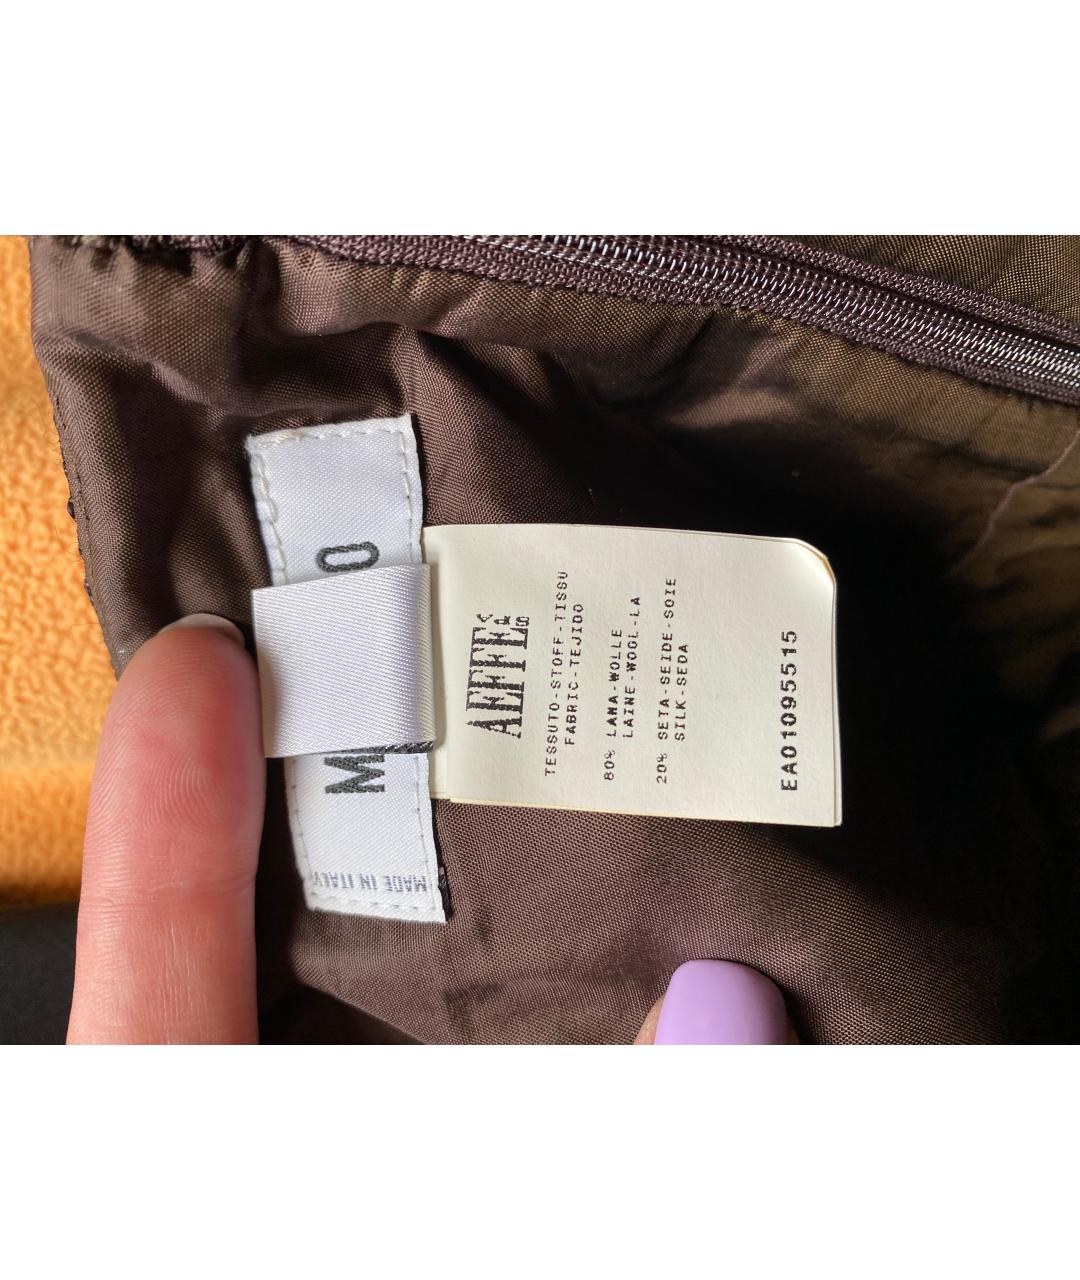 MADE IN ITALY
AEFFE
SPA
TESSUTO-STOFF-TISSU
FABRIC-TEJIDO
80% LANA-WOLLE
LAINE-WOOL-LA
20% SETA-SEIDE-SOIE
SILK-SEDA
EA01095515